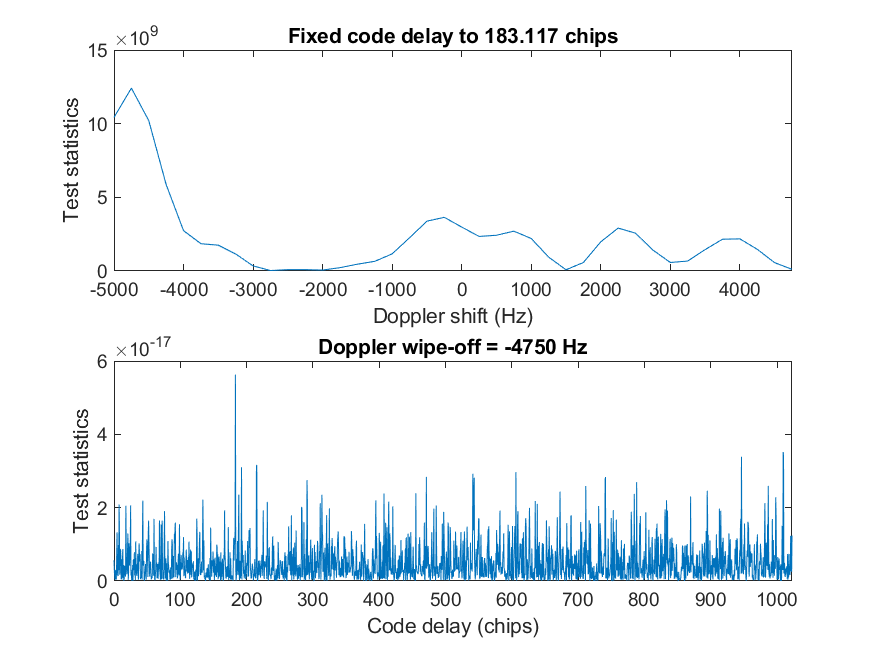 ×10^9
Fixed code delay to 183.117 chips
15
10
5
0
Test statistics
-5000 -4000 -3000 -2000 -1000 0 1000 2000 3000 4000
Doppler shift (Hz)
×10^-17
Doppler wipe-off = -4750 Hz
6
4
2
0
Test statistics
0 100 200 300 400 500 600 700 800 900 1000
Code delay (chips)